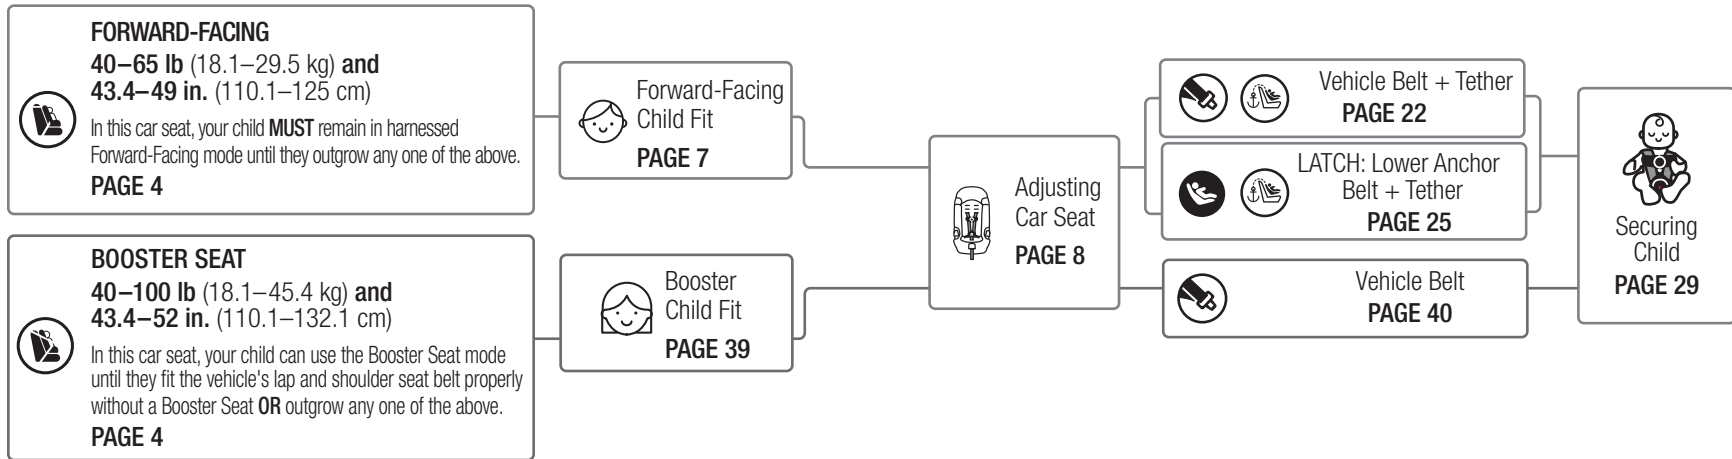 FORWARD-FACING
40–65 lb (18.1–29.5 kg) and
43.4–49 in. (110.1–125 cm)
In this car seat, your child MUST remain in harnessed
Forward-Facing mode until they outgrow any one of the above.
PAGE 4
BOOSTER SEAT
40–100 lb (18.1–45.4 kg) and
43.4–52 in. (110.1–132.1 cm)
In this car seat, your child can use the Booster Seat mode
until they fit the vehicle's lap and shoulder seat belt properly
without a Booster Seat OR outgrow any one of the above.
PAGE 4
Forward-Facing
Child Fit
PAGE 7
Booster
Child Fit
PAGE 39
Adjusting
Car Seat
PAGE 8
Vehicle Belt + Tether
PAGE 22
LATCH: Lower Anchor
Belt + Tether
PAGE 25
Vehicle Belt
PAGE 40
Securing
Child
PAGE 29